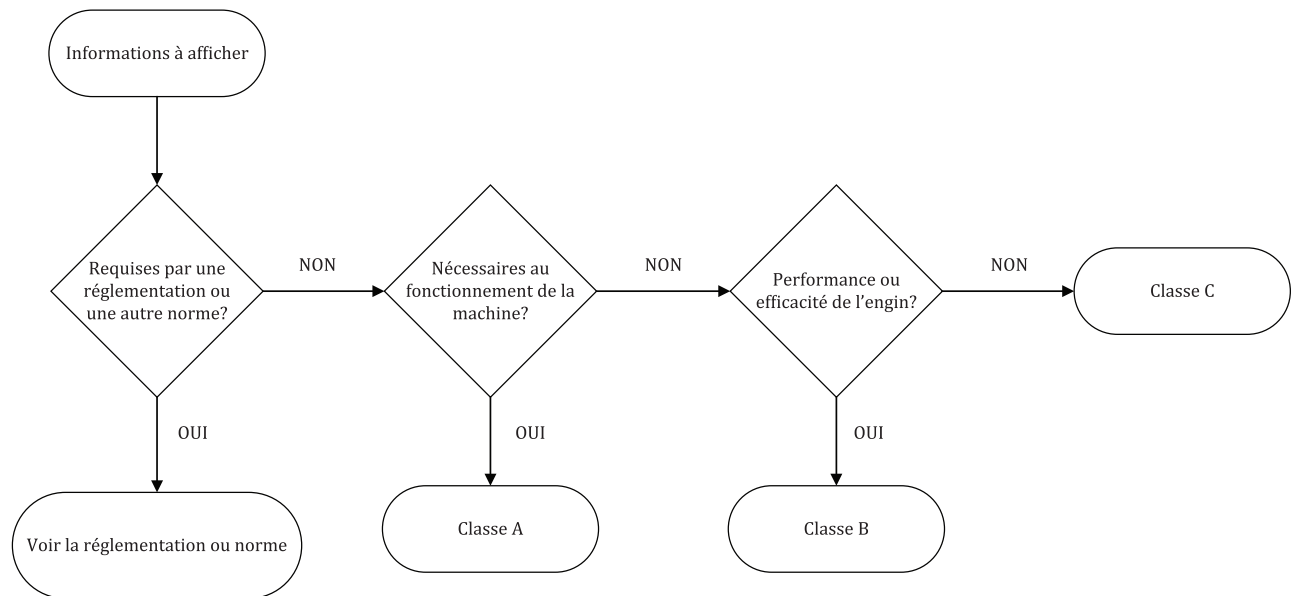 Informations à afficher
Requises par une
réglementation ou
une autre norme?
NON
Nécessaires au
fonctionnement de la
machine?
NON
Performance ou
efficacité de l'engin?
NON
Classe C
OUI
OUI
OUI
Voir la réglementation ou norme
Classe A
Classe B